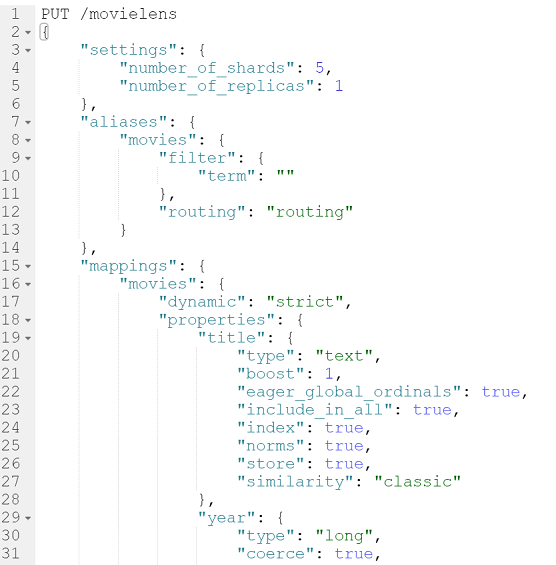 1 PUT /movielens
2 {
3 "settings": {
4 "number_of_shards": 5,
5 "number_of_replicas": 1
6 },
7 "aliases": {
8 "movies": {
9 "filter": {
10 "term": ""
11 },
12 "routing": "routing"
13 }
14 },
15 "mappings": {
16 "movies": {
17 "dynamic": "strict",
18 "properties": {
19 "title": {
20 "type": "text",
21 "boost": 1,
22 "eager_global_ordinals": true,
23 "include_in_all": true,
24 "index": true,
25 "norms": true,
26 "store": true,
27 "similarity": "classic"
28 },
29 "year": {
30 "type": "long",
31 "coerce": true,